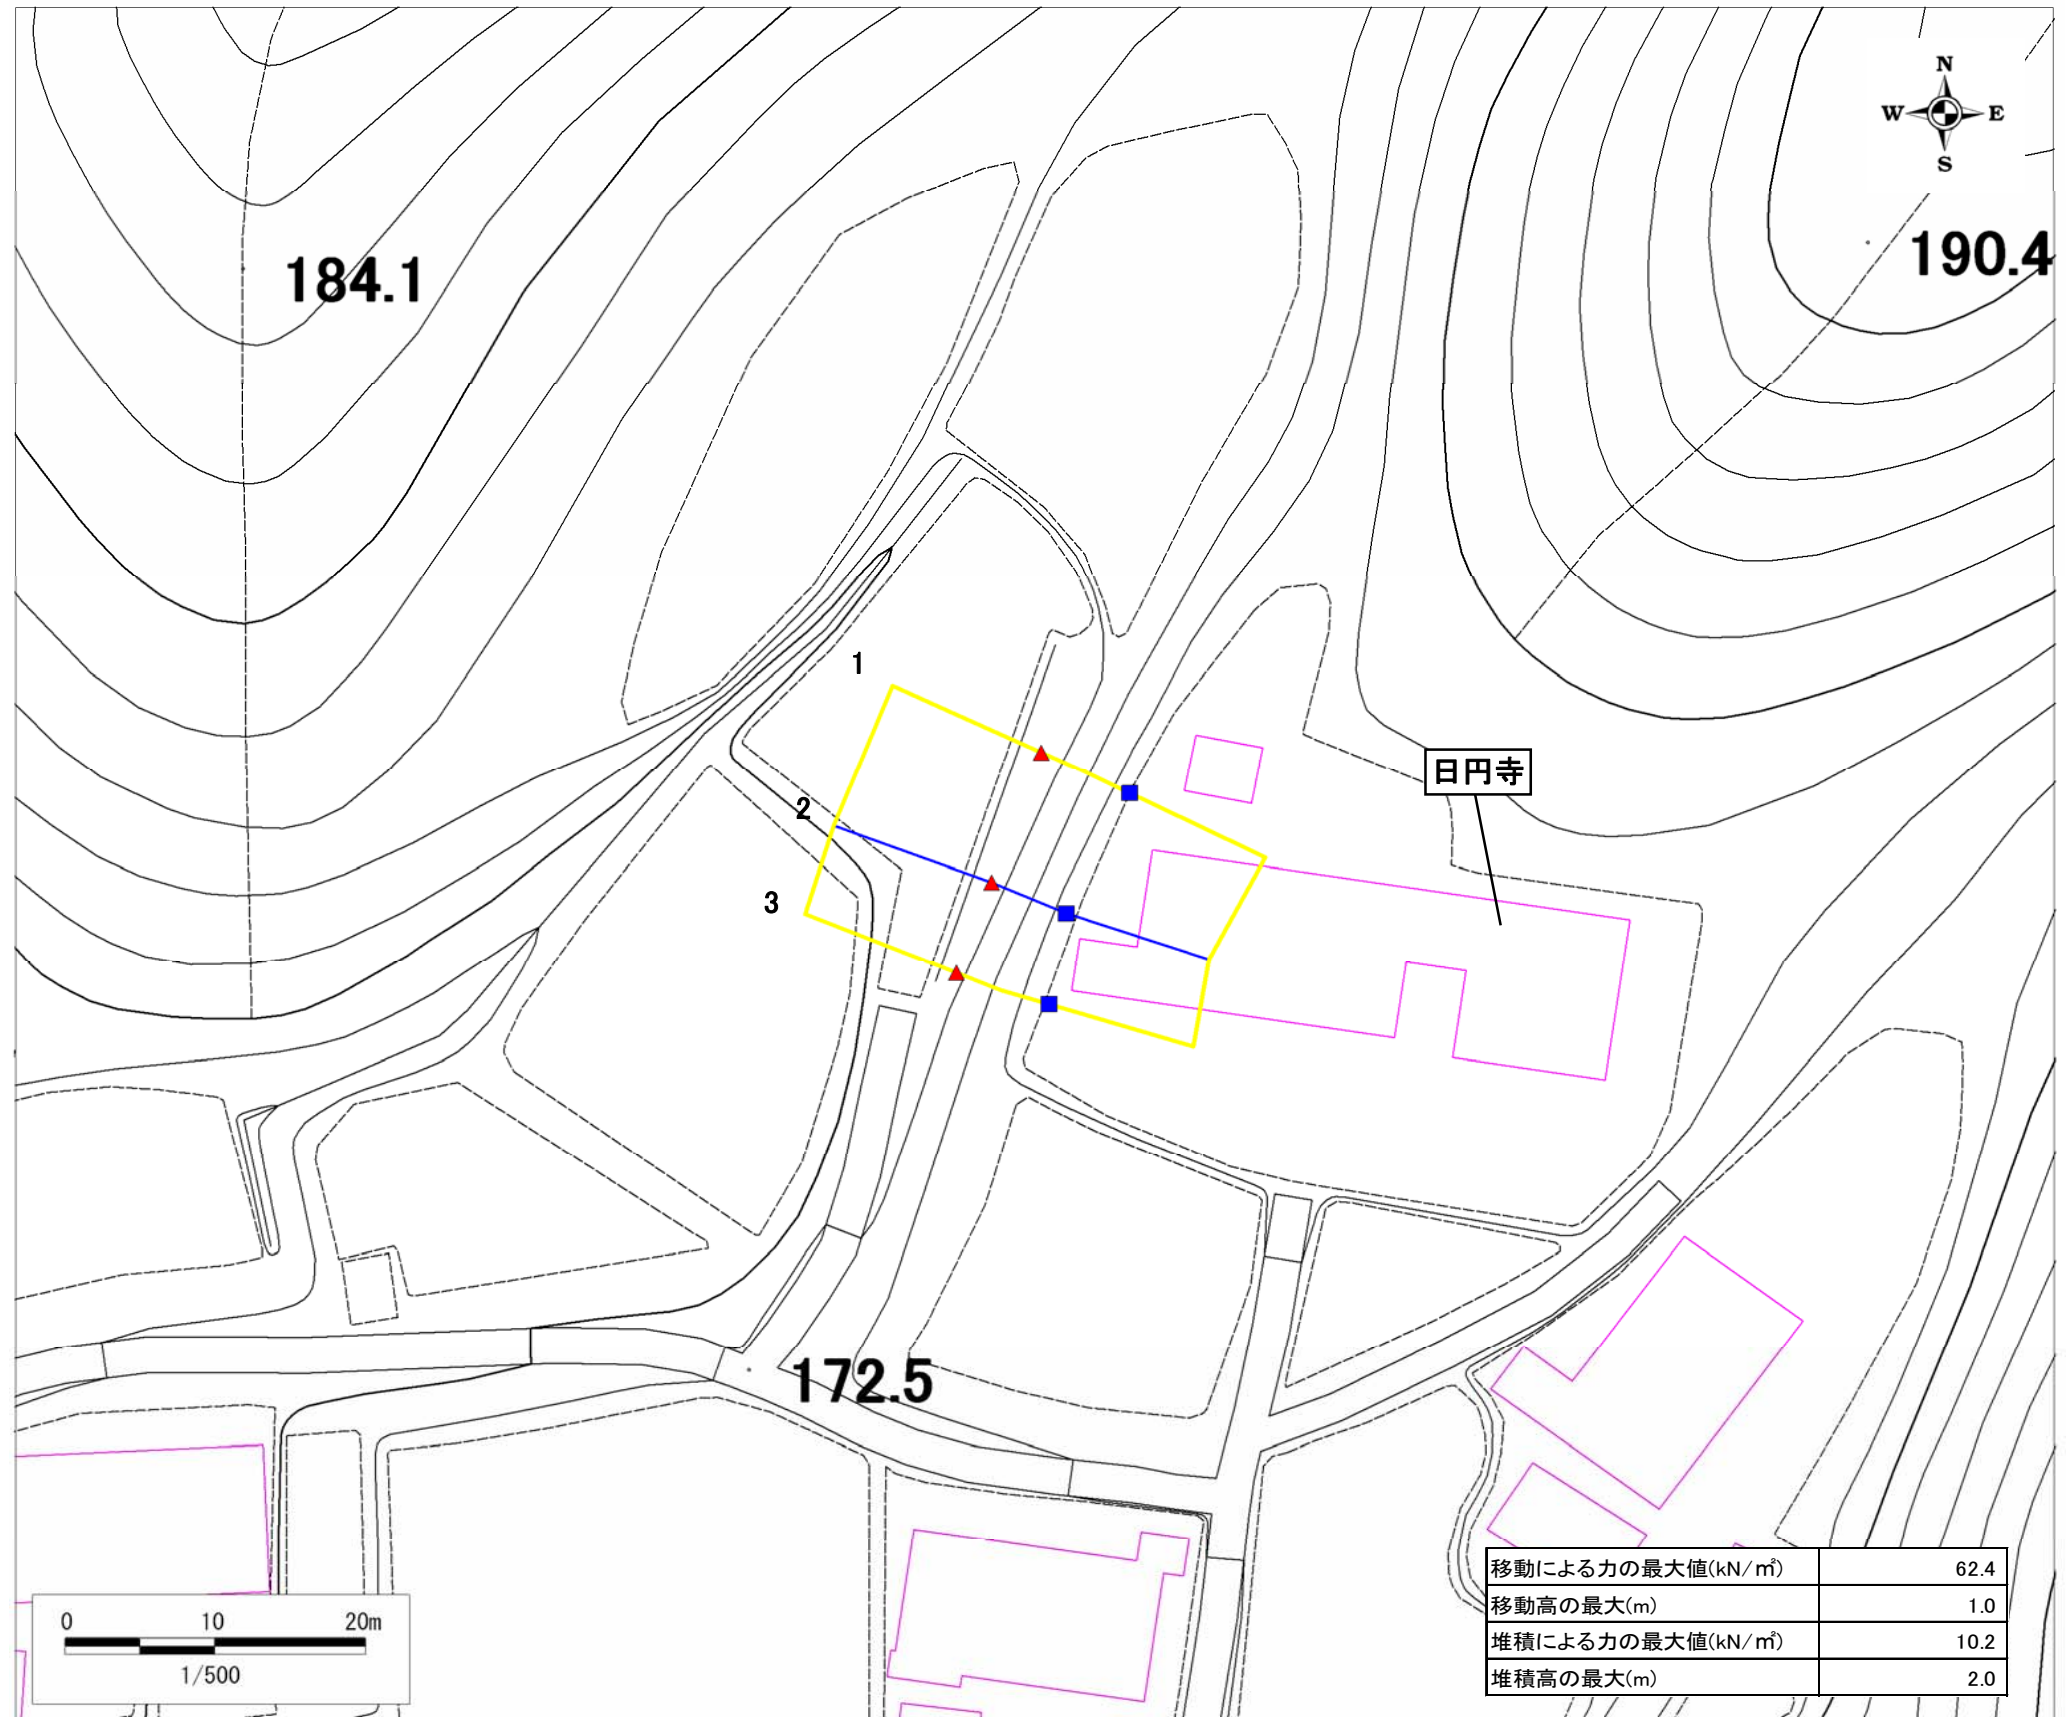 N
W E
S
184.1
190.4
1
日円寺
2
3
172.5
移動による力の最大値(kN/㎡) 62.4
移動高の最大(m) 1.0
堆積による力の最大値(kN/㎡) 10.2
堆積高の最大(m) 2.0
0 10 20m
1/500